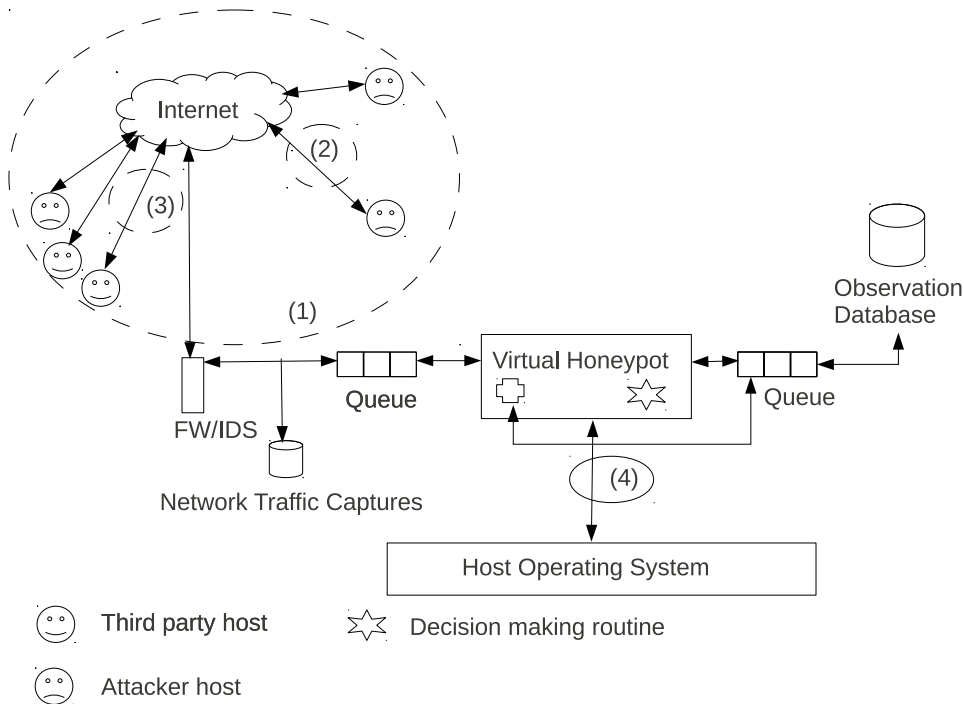 Internet
(2)
(3)
(1)
Observation
Database
Virtual Honeypot
Queue
Queue
FW/IDS
(4)
Network Traffic Captures
Host Operating System
Third party host
Decision making routine
Attacker host